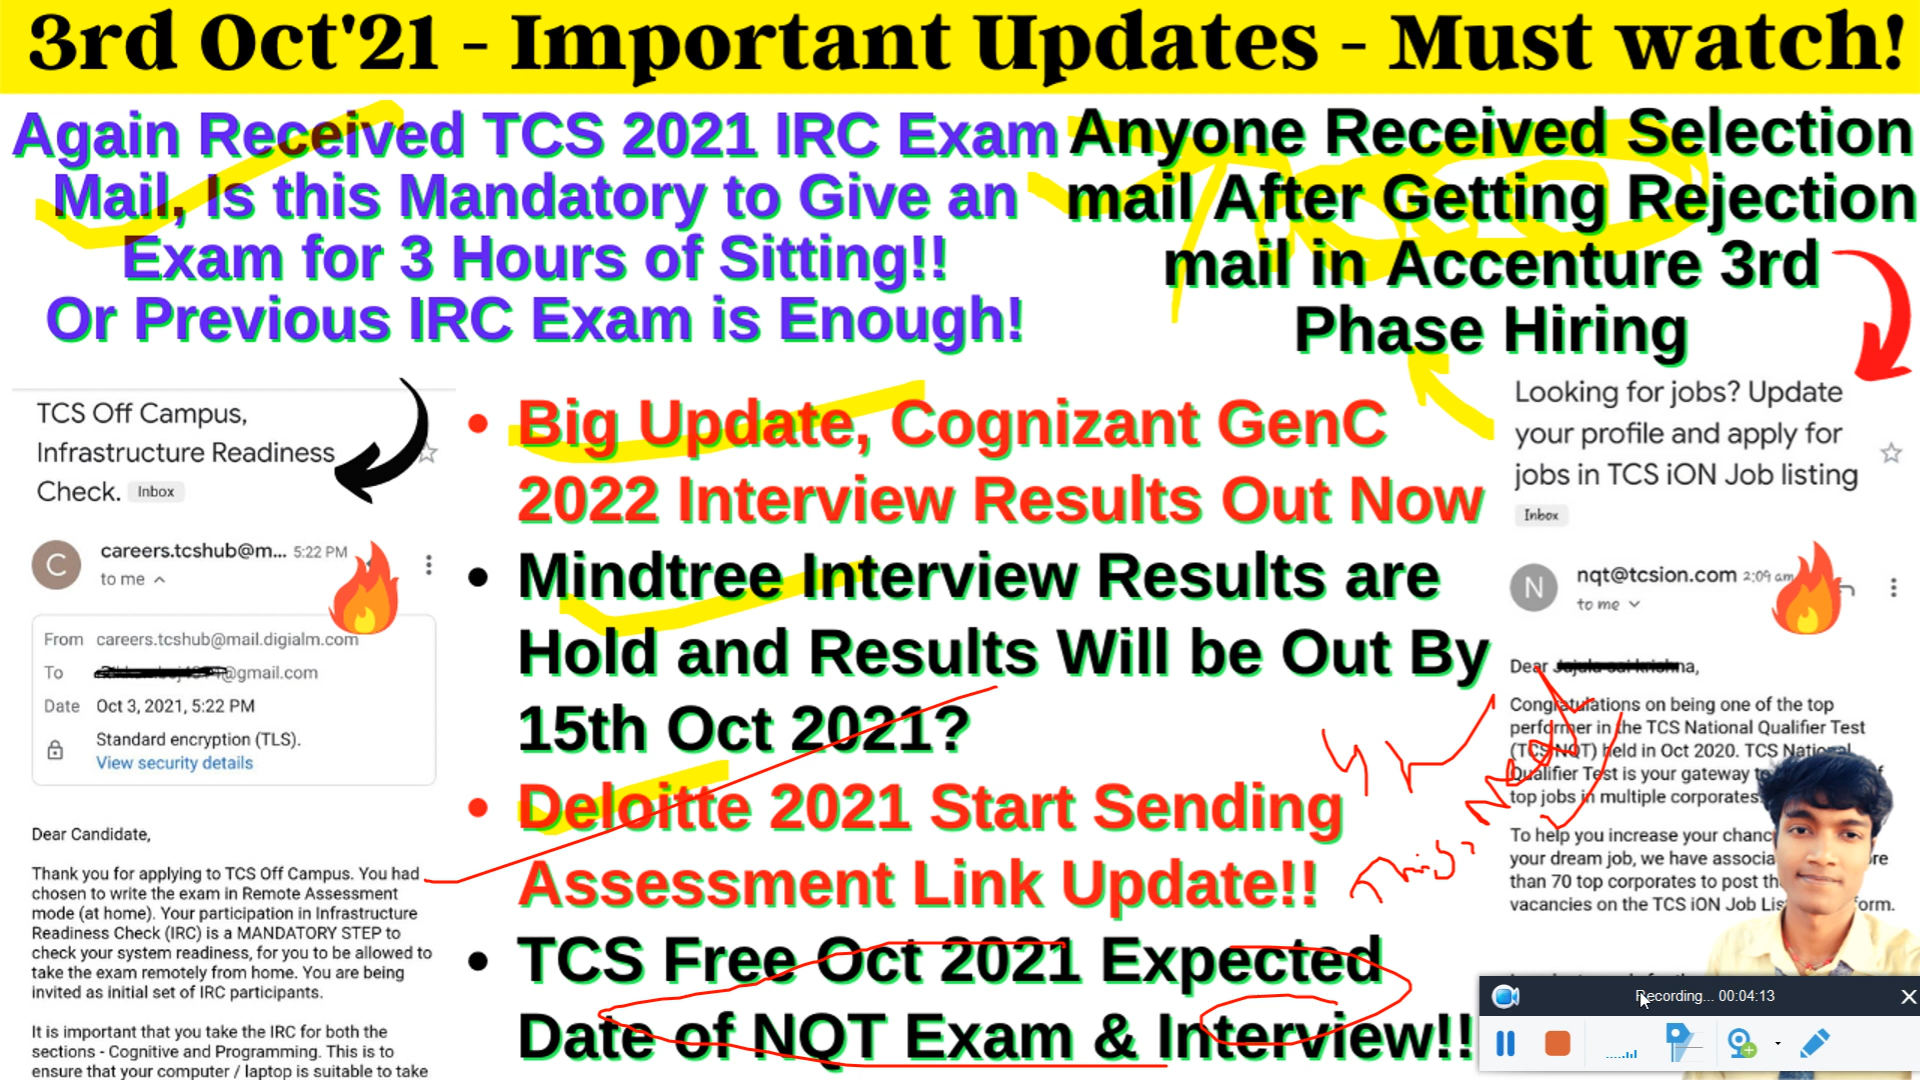 3rd Oct'21 - Important Updates - Must watch!
Again Received TCS 2021 IRC Exam
Mail, Is this Mandatory to Give an
Exam for 3 Hours of Sitting!!
Or Previous IRC Exam is Enough!
Anyone Received Selection
mail After Getting Rejection
mail in Accenture 3rd
Phase Hiring
TCS Off Campus,
Infrastructure Readiness
Check. Inbox
C
careers.tcshub@m... 5:22 PM
to me
From careers.tcshub@mail.digialm.com
To @gmail.com
Date Oct 3, 2021, 5:22 PM
Standard encryption (TLS).
View security details
Dear Candidate,
Thank you for applying to TCS Off Campus. You had
chosen to write the exam in Remote Assessment
mode (at home). Your participation in Infrastructure
Readiness Check (IRC) is a MANDATORY STEP to
check your system readiness, for you to be allowed to
take the exam remotely from home. You are being
invited as initial set of IRC participants.
It is important that you take the IRC for both the
sections - Cognitive and Programming. This is to
ensure that your computer / laptop is suitable to take
• Big Update, Cognizant GenC
2022 Interview Results Out Now
• Mindtree Interview Results are
Hold and Results Will be Out By
15th Oct 2021?
• Deloitte 2021 Start Sending
Assessment Link Update!!
• TCS Free Oct 2021 Expected
Date of NQT Exam & Interview!!
Looking for jobs? Update
your profile and apply for
jobs in TCS iON Job listing
Inbox
N
nqt@tcsion.com 2:09 am
to me
Dear
Congratulations on being one of the top
performer in the TCS National Qualifier Test
(TCS NQT) held in Oct 2020. TCS National
Qualifier Test is your gateway
top jobs in multiple corporates.
To help you increase your
your dream job, we have
than 70 top corporates to post
vacancies on the TCS iON Job
This Next
Recording... 00:04:13